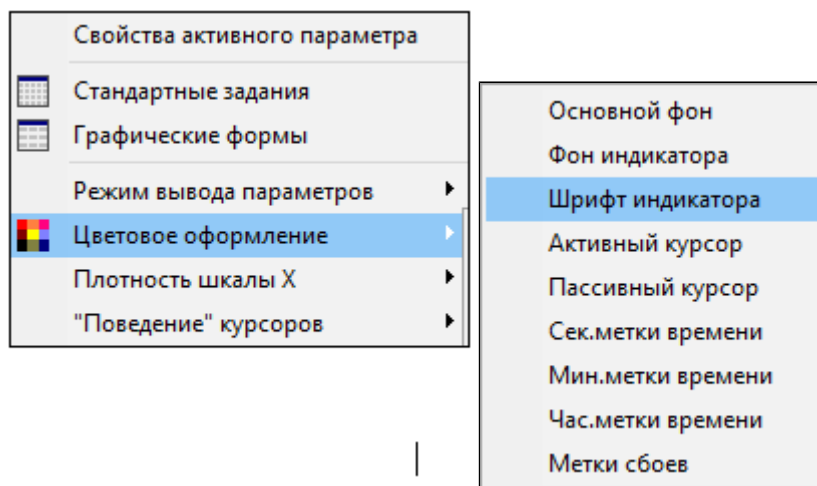 Свойства активного параметра
Стандартные задания
Графические формы
Режим вывода параметров
Цветовое оформление
Плотность шкалы X
"Поведение" курсоров
Основной фон
Фон индикатора
Шрифт индикатора
Активный курсор
Пассивный курсор
Сек.метки времени
Мин.метки времени
Час.метки времени
Метки сбоев